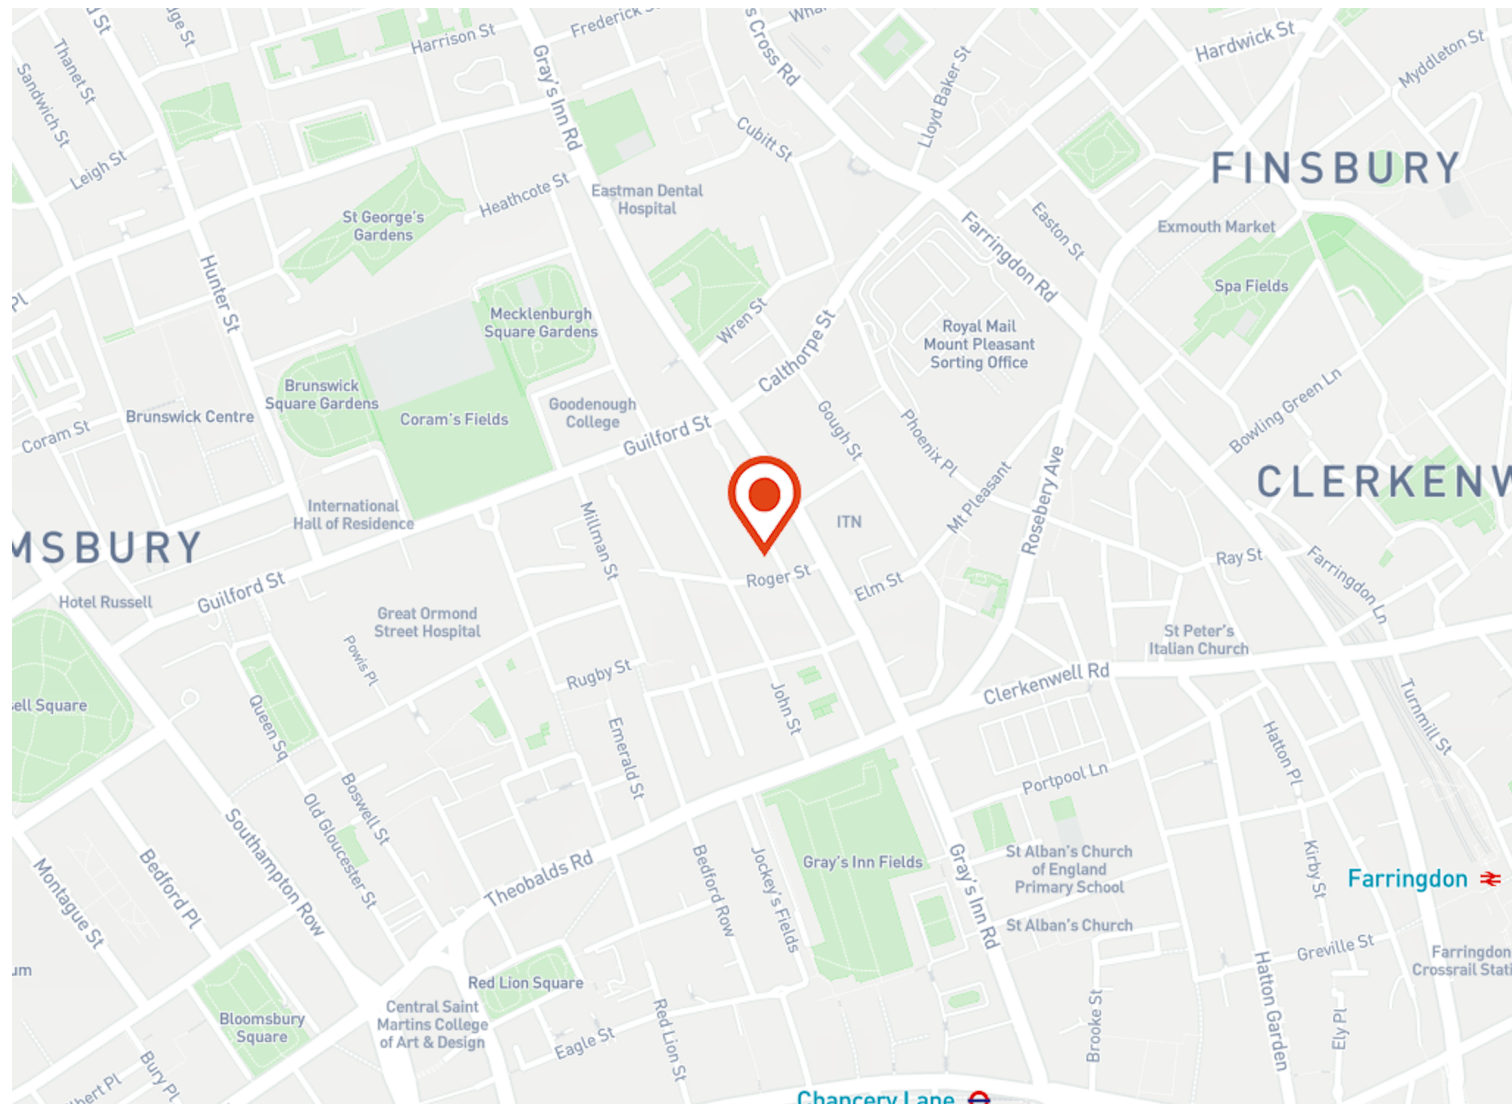 Thanet St
Sandwich St
Leigh St
Harrison St
Frederick
Gray's Inn Rd
Cross Rd
Lloyd Baker St
Hardwick St
Myddelton St
Cubitt St
FINSBURY
Heathcote St
Eastman Dental
Hospital
St George's
Gardens
Easton St
Exmouth Market
Farringdon Rd
Hunter St
Spa Fields
Mecklenburgh
Square Gardens
Wren St
Calthorpe St
Royal Mail
Mount Pleasant
Sorting Office
Pl
Brunswick
Square Gardens
Brunswick Centre
Coram St
Coram's Fields
Goodenough
College
Guilford St
Gough St
Phoenix Pl
Bowling Green Ln
CLERKENW
Mt Pleasant
Rosebery Ave
International
Hall of Residence
Millman St
ITN
MSBURY
Ray St
Farringdon Ln
Roger St
Elm St
Guilford St
Hotel Russell
Great Ormond
Street Hospital
Powis Pl
St Peter's
Italian Church
Rugby St
Clerkenwell Rd
sell Square
Queen Sq
John St
Turnmill St
Emerald St
Hatton Pl
Portpool Ln
Boswell St
Old Gloucester St
Southampton Row
Theobalds Rd
Bedford Pl
Montague St
Bedford Row
Jockey's Fields
Gray's Inn Fields
Gray's Inn Rd
St Alban's Church
of England
Primary School
Kirby St
Farringdon
St Alban's Church
Greville St
Farringdon
Crossrail Stati
um
Red Lion Square
Hatton Garden
Bloomsbury
Square
Central Saint
Martins College
of Art & Design
Eagle St
Red Lion St
Brooke St
Ely Pl
Bury Pl
lbert Pl
Chancery Lane